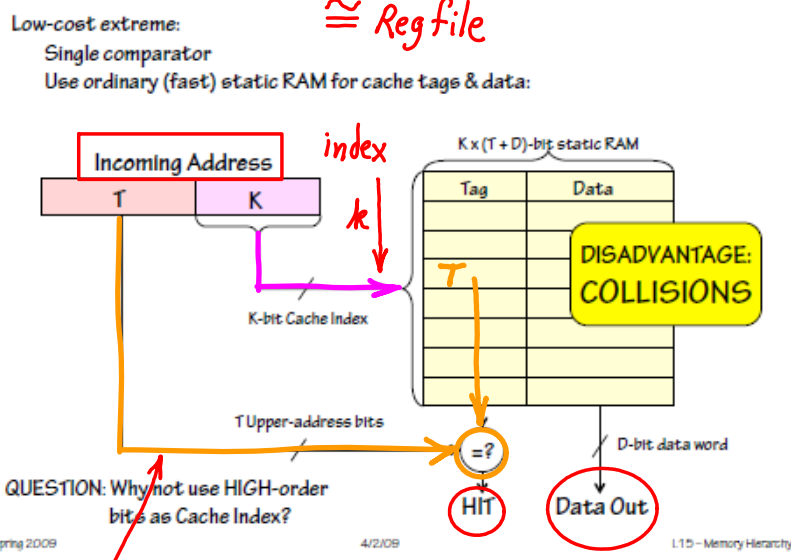 ≅ Regfile
Low-cost extreme:
Single comparator
Use ordinary (fast) static RAM for cache tags & data:
index
K x (T + D)-bit static RAM
Incoming Address
Tag
Data
T
K
k
DISADVANTAGE:
COLLISIONS
T
K-bit Cache Index
T Upper-address bits
=?
D-bit data word
QUESTION: Why not use HIGH-order
bits as Cache Index?
HIT
Data Out
pring 2009
4/2/09
L15 – Memory Hierarchy